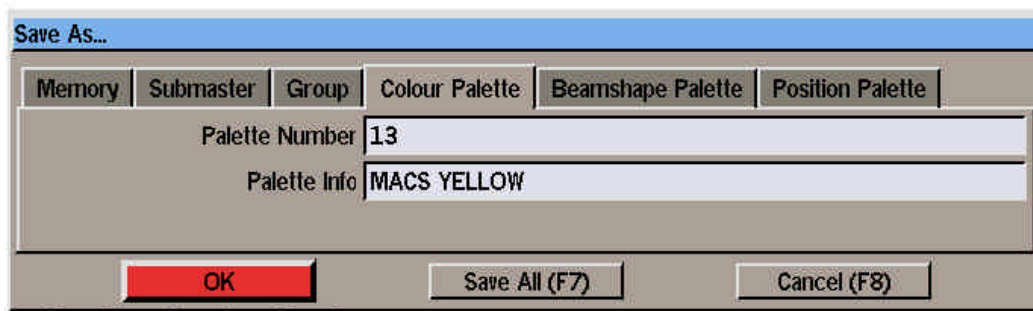 Save As...
Memory Submaster Group Colour Palette Beamshape Palette Position Palette
Palette Number 13
Palette Info MACS YELLOW
OK Save All (F7) Cancel (F8)